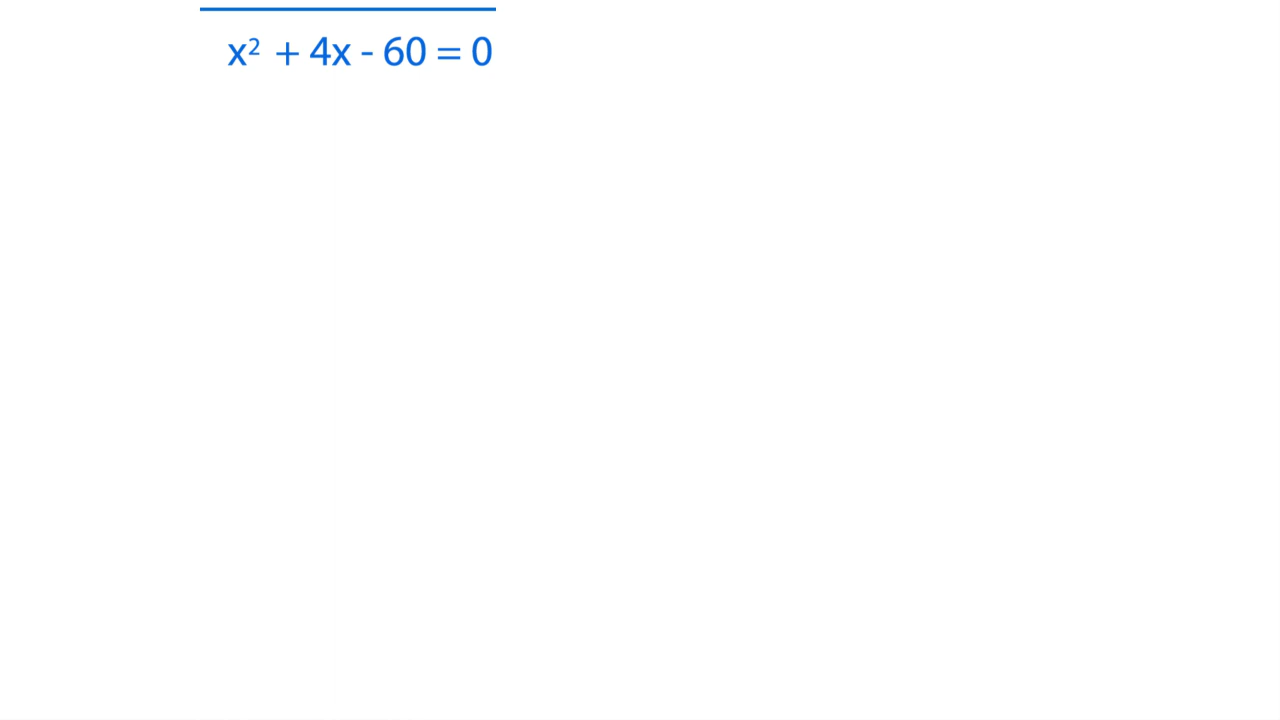 x² + 4x - 60 = 0